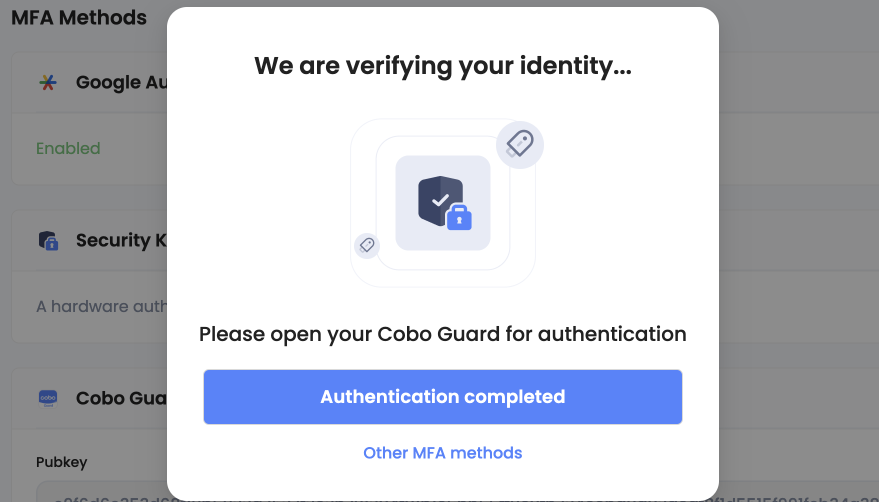 MFA Methods
We are verifying your identity...
Google Au
Enabled
Security K
A hardware auth
Please open your Cobo Guard for authentication
cobo
Cobo Gua
Authentication completed
Other MFA methods
Pubkey